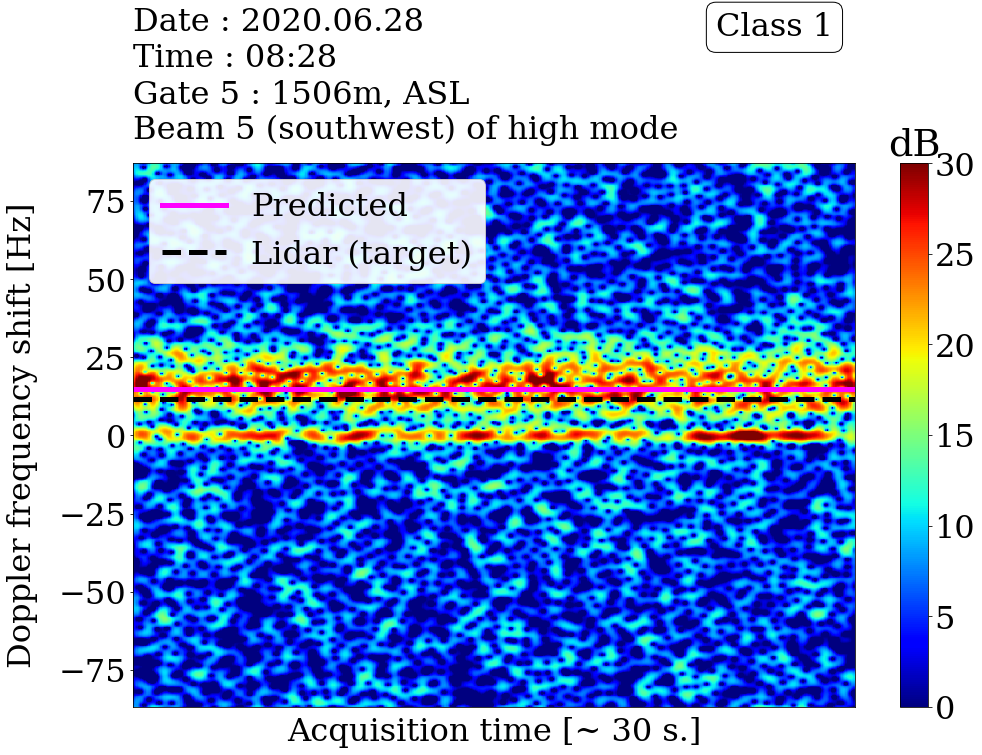 Date : 2020.06.28
Time : 08:28
Gate 5 : 1506m, ASL
Beam 5 (southwest) of high mode
Class 1
dB
Predicted
Lidar (target)
Doppler frequency shift [Hz]
75
50
25
0
−25
−50
−75
Acquisition time [~ 30 s.]
30
25
20
15
10
5
0